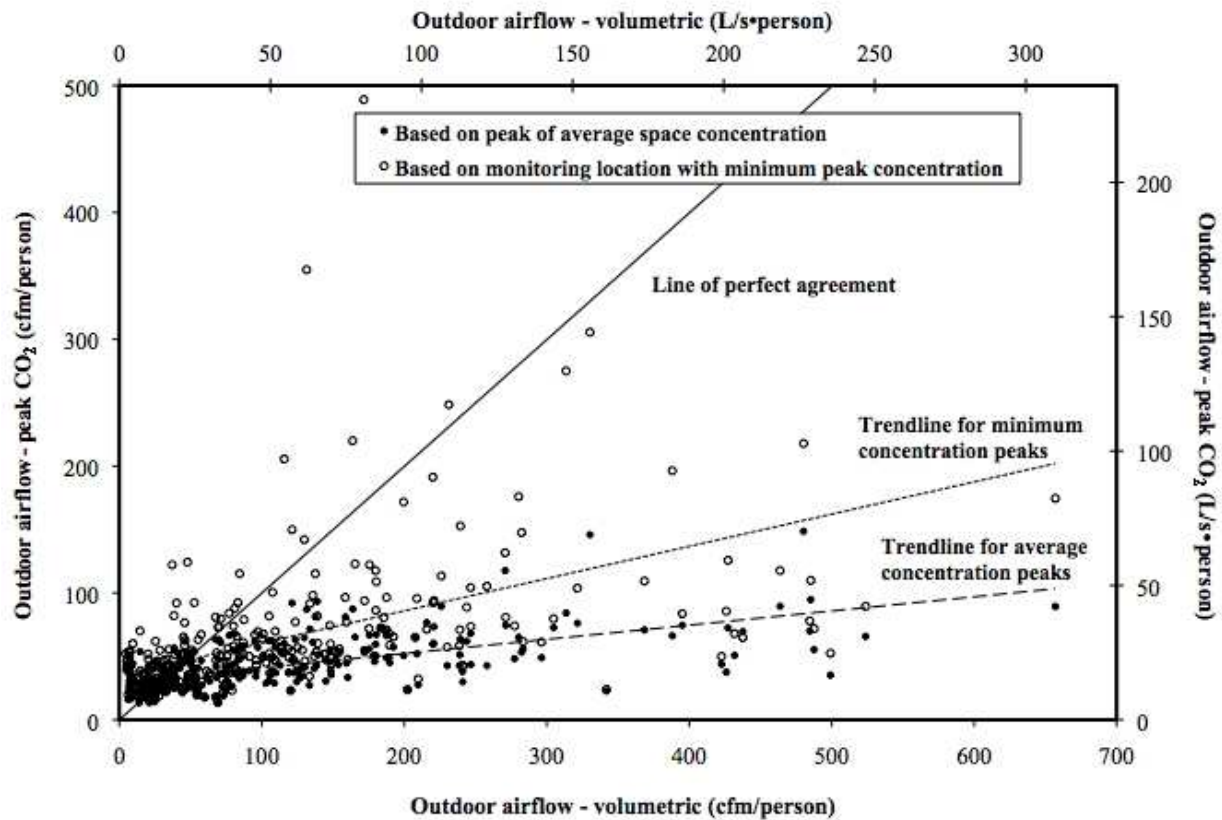 Outdoor airflow - volumetric (L/s•person)
0 50 100 150 200 250 300
500
• Based on peak of average space concentration
○ Based on monitoring location with minimum peak concentration
400
200
Line of perfect agreement
300
150
Outdoor airflow - peak CO₂ (cfm/person)
Outdoor airflow - peak CO₂ (L/s•person)
Trendline for minimum
concentration peaks
200
100
Trendline for average
concentration peaks
100
50
0
0
0 100 200 300 400 500 600 700
Outdoor airflow - volumetric (cfm/person)